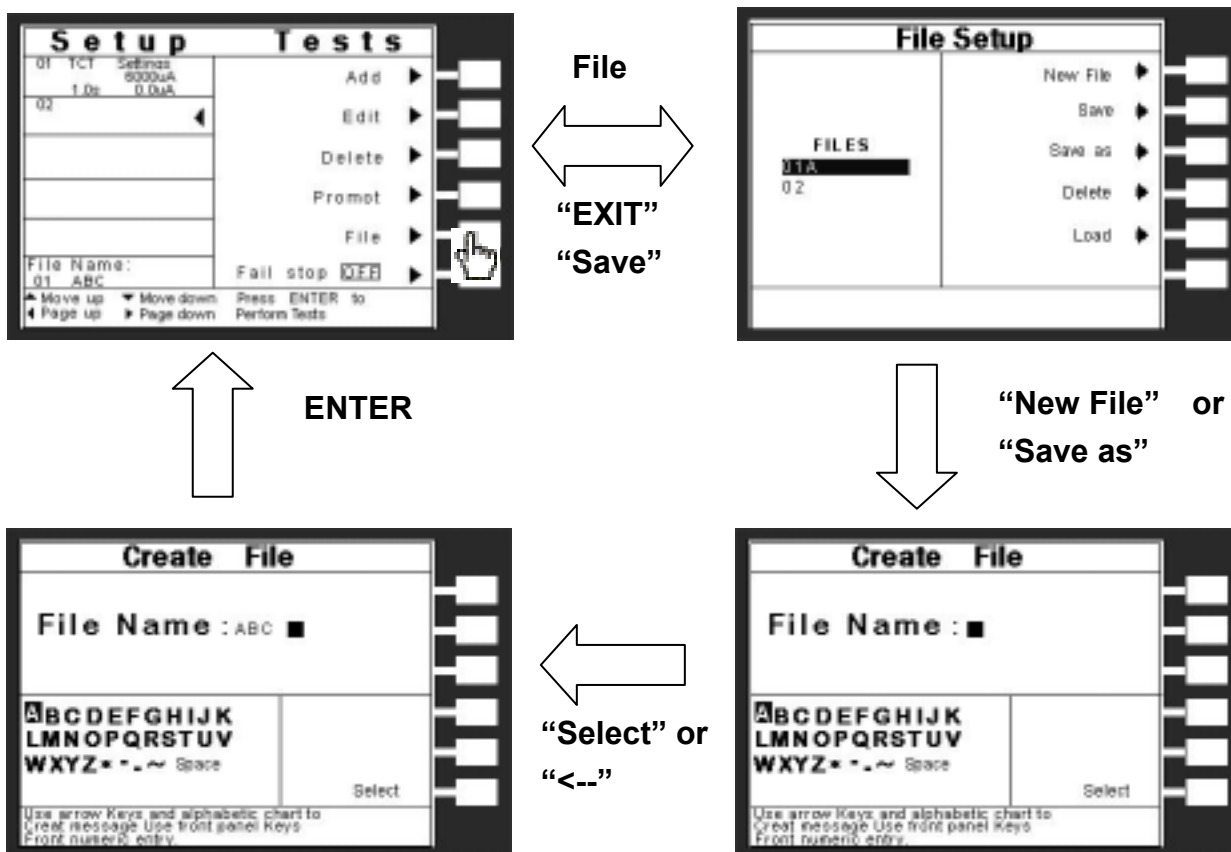 Setup Tests
01 TCT Settings
6000uA
1.0s 0.0uA
02
Add
Edit
Delete
Promot
File
File Name:
01 ABC
Fail stop OFF
Move up Move down Press ENTER to
Page up Page down Perform Tests
File
“EXIT”
“Save”
File Setup
New File
Save
FILES
Save as
01A
02
Delete
Load
ENTER
“New File” or
“Save as”
Create File
File Name :ABC
ABCDEFGHIJK
LMNOPQRSTUV
WXYZ* - . ~ Space
Select
Use arrow Keys and alphabetic chart to
Creat message Use front panel Keys
Front numeric entry.
“Select” or
“<--”
Create File
File Name :
ABCDEFGHIJK
LMNOPQRSTUV
WXYZ* - . ~ Space
Select
Use arrow Keys and alphabetic chart to
Creat message Use front panel Keys
Front numeric entry.